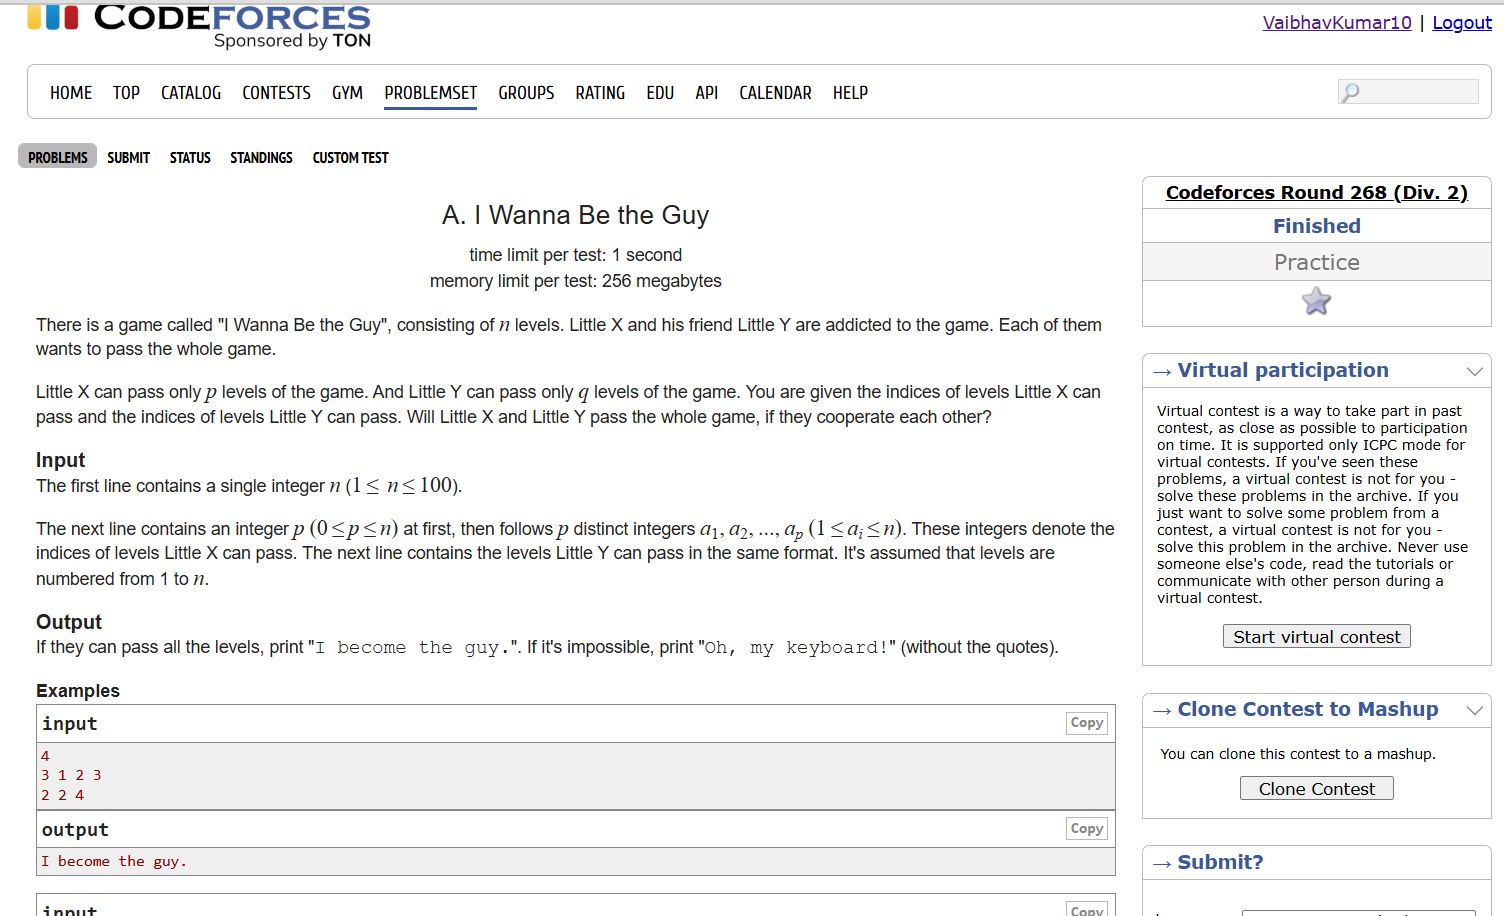 CODEFORCES
Sponsored by TON
VaibhavKumar10 | Logout
HOME TOP CATALOG CONTESTS GYM PROBLEMSET GROUPS RATING EDU API CALENDAR HELP
PROBLEMS SUBMIT STATUS STANDINGS CUSTOM TEST
A. I Wanna Be the Guy
time limit per test: 1 second
memory limit per test: 256 megabytes
There is a game called "I Wanna Be the Guy", consisting of n levels. Little X and his friend Little Y are addicted to the game. Each of them
wants to pass the whole game.
Little X can pass only p levels of the game. And Little Y can pass only q levels of the game. You are given the indices of levels Little X can
pass and the indices of levels Little Y can pass. Will Little X and Little Y pass the whole game, if they cooperate each other?
Input
The first line contains a single integer n (1 ≤ n ≤ 100).
The next line contains an integer p (0 ≤ p ≤ n) at first, then follows p distinct integers a1, a2, ..., ap (1 ≤ ai ≤ n). These integers denote the
indices of levels Little X can pass. The next line contains the levels Little Y can pass in the same format. It's assumed that levels are
numbered from 1 to n.
Output
If they can pass all the levels, print "I become the guy.". If it's impossible, print "Oh, my keyboard!" (without the quotes).
Examples
input
Copy
4
3 1 2 3
2 2 4
output
Copy
I become the guy.
input
Copy
Codeforces Round 268 (Div. 2)
Finished
Practice
→ Virtual participation
Virtual contest is a way to take part in past
contest, as close as possible to participation
on time. It is supported only ICPC mode for
virtual contests. If you've seen these
problems, a virtual contest is not for you -
solve these problems in the archive. If you
just want to solve some problem from a
contest, a virtual contest is not for you -
solve this problem in the archive. Never use
someone else's code, read the tutorials or
communicate with other person during a
virtual contest.
Start virtual contest
→ Clone Contest to Mashup
You can clone this contest to a mashup.
Clone Contest
→ Submit?